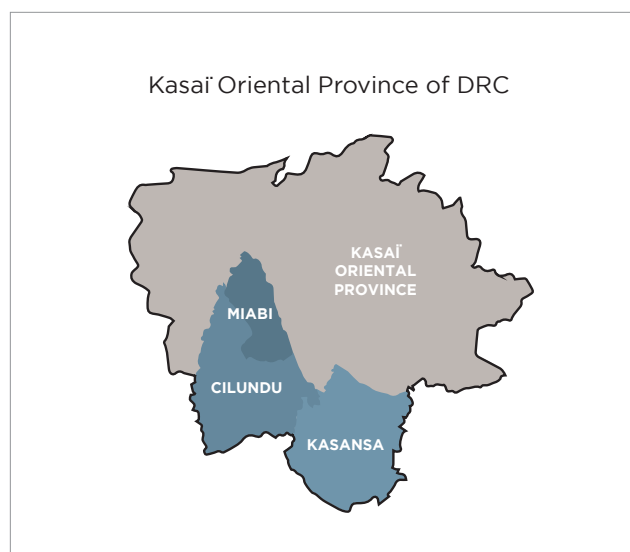 Kasaï Oriental Province of DRC
KASAÏ
ORIENTAL
PROVINCE
MIABI
CILUNDU
KASANSA